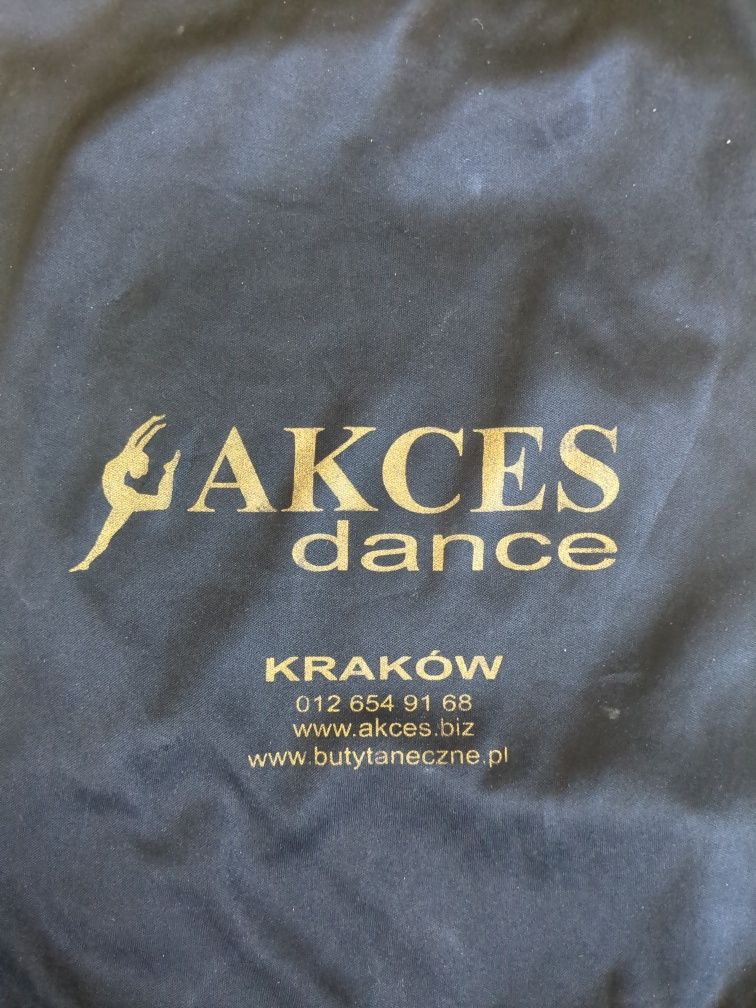 AKCES
dance
KRAKÓW
012 654 91 68
www.akces.biz
www.butytaneczne.pl